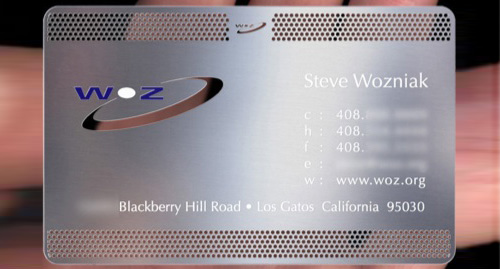 WOZ
WOZ
Steve Wozniak
c : 408.
h : 408.
f : 408.
e :
w : www.woz.org
Blackberry Hill Road • Los Gatos California 95030